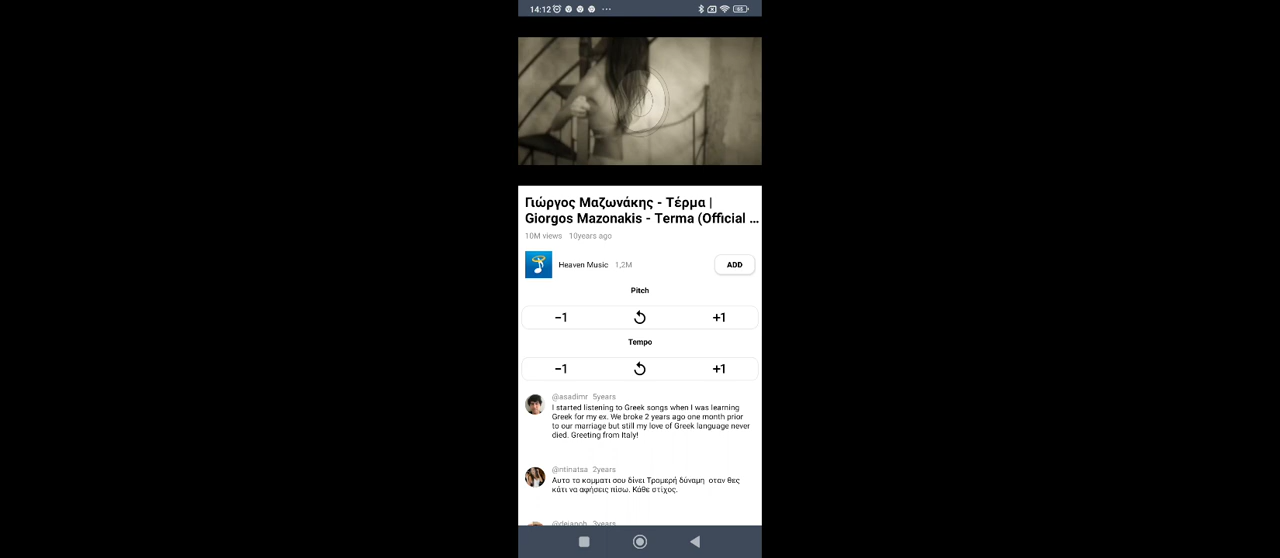 14:12 ... 68
Γιώργος Μαζωνάκης - Τέρμα |
Giorgos Mazonakis - Terma (Official ...
10M views 10years ago
Heaven Music 1,2M ADD
Pitch
−1 +1
Tempo
−1 +1
@asadimr 5years
I started listening to Greek songs when I was learning
Greek for my ex. We broke 2 years ago one month prior
to our marriage but still my love of Greek language never
died. Greeting from Italy!
@ntinatsa 2years
Αυτο το κομματι σου δίνει Τρομερή δύναμη οταν θες
κάτι να αφήσεις πίσω. Κάθε στίχος.
3years